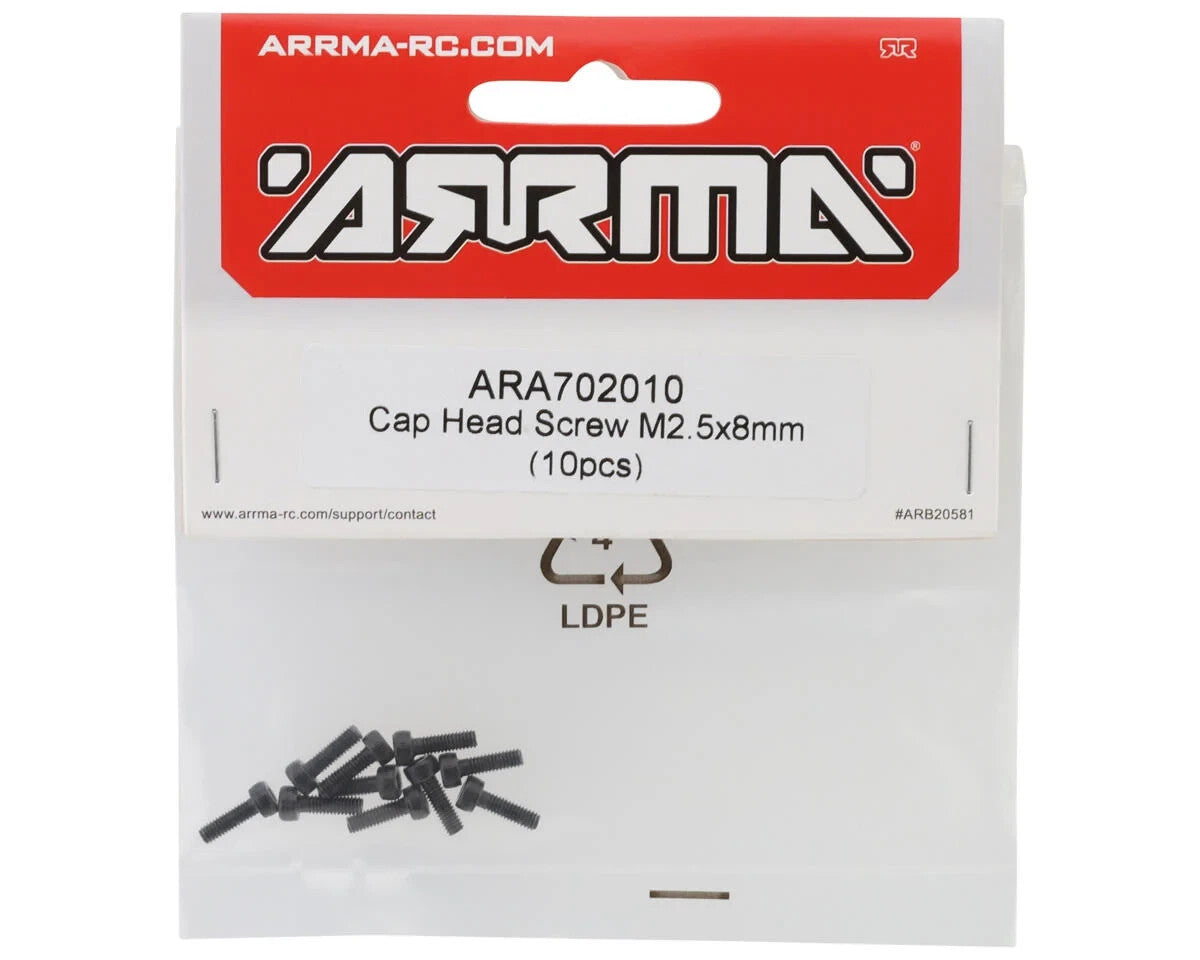 ARRMA-RC.COM
ARRMA®
ARA702010
Cap Head Screw M2.5x8mm
(10pcs)
www.arrma-rc.com/support/contact
#ARB20581
4
LDPE